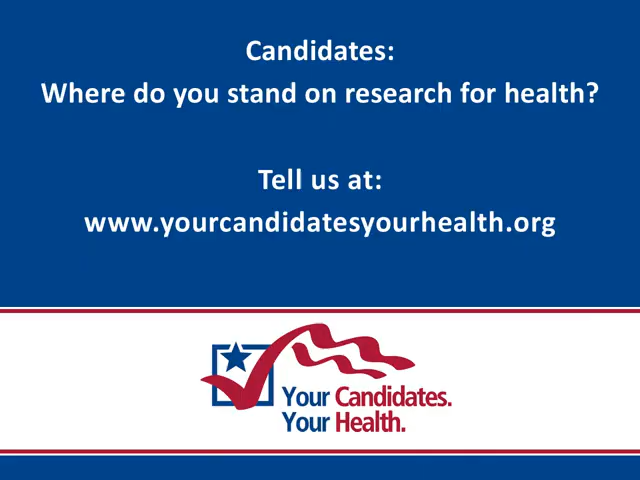 Candidates:
Where do you stand on research for health?
Tell us at:
www.yourcandidatesyourhealth.org
Your Candidates.
Your Health.